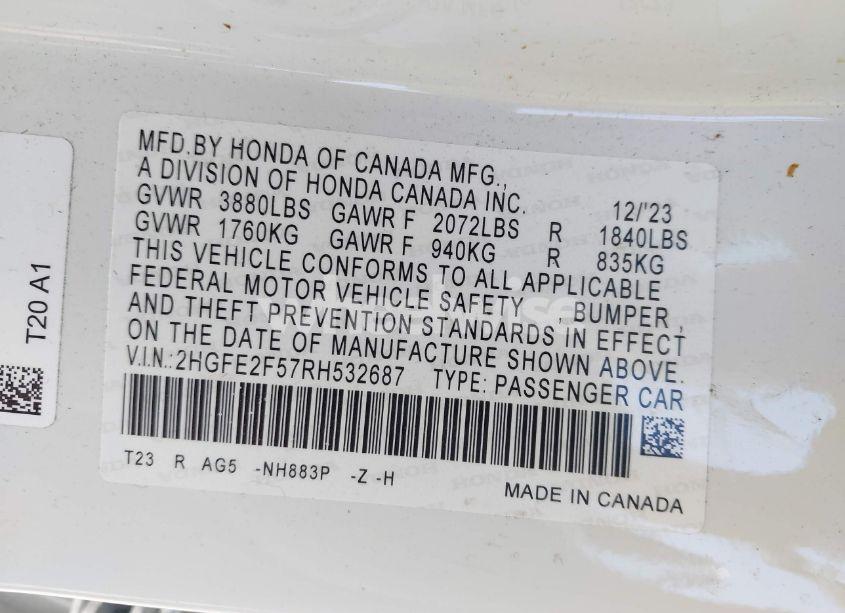 MFD.BY HONDA OF CANADA MFG.,
A DIVISION OF HONDA CANADA INC. 12/'23
GVWR 3880LBS GAWR F 2072LBS R 1840LBS
GVWR 1760KG GAWR F 940KG R 835KG
THIS VEHICLE CONFORMS TO ALL APPLICABLE
FEDERAL MOTOR VEHICLE SAFETY , BUMPER ,
AND THEFT PREVENTION STANDARDS IN EFFECT
ON THE DATE OF MANUFACTURE SHOWN ABOVE.
V.I.N.:2HGFE2F57RH532687 TYPE: PASSENGER CAR
T23 R AG5 -NH883P -Z -H
MADE IN CANADA
T20 A1